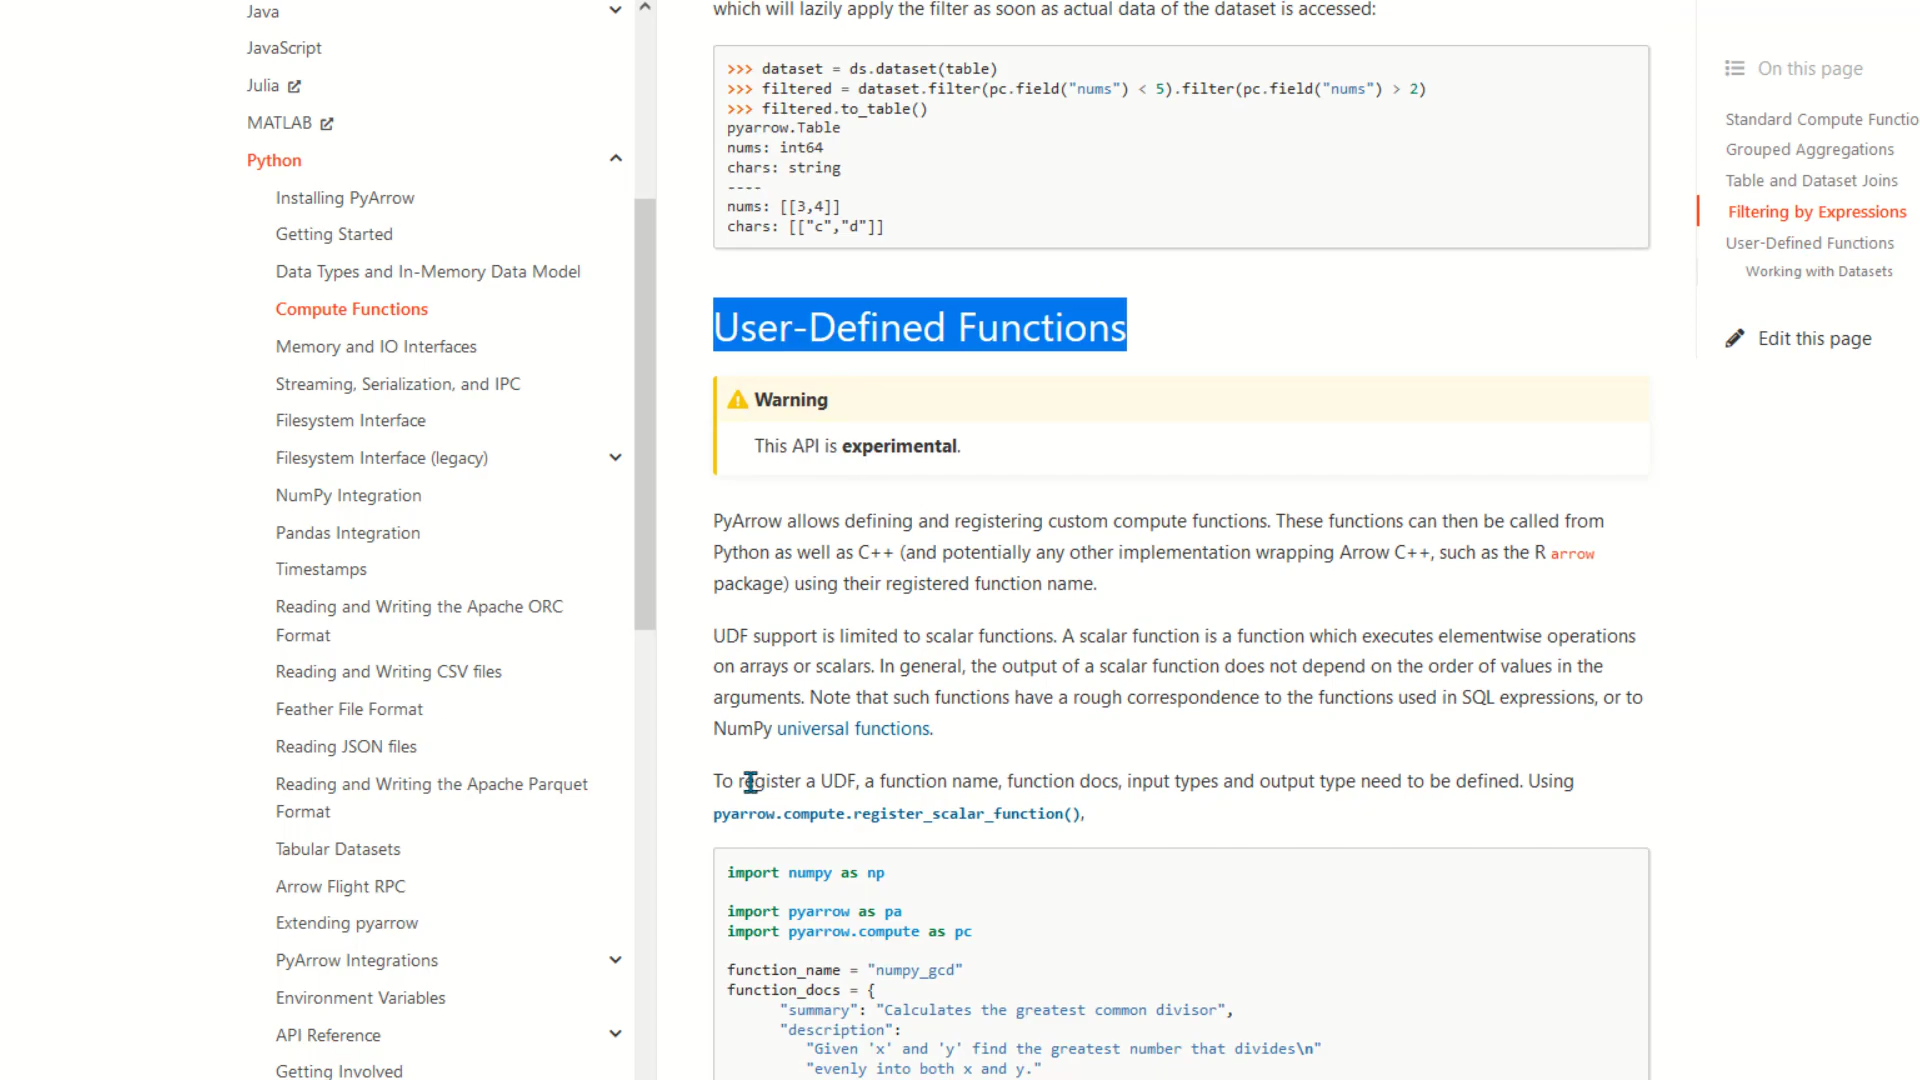 Java
JavaScript
Julia
MATLAB
Python
Installing PyArrow
Getting Started
Data Types and In-Memory Data Model
Compute Functions
Memory and IO Interfaces
Streaming, Serialization, and IPC
Filesystem Interface
Filesystem Interface (legacy)
NumPy Integration
Pandas Integration
Timestamps
Reading and Writing the Apache ORC
Format
Reading and Writing CSV files
Feather File Format
Reading JSON files
Reading and Writing the Apache Parquet
Format
Tabular Datasets
Arrow Flight RPC
Extending pyarrow
PyArrow Integrations
Environment Variables
API Reference
Getting Involved
which will lazily apply the filter as soon as actual data of the dataset is accessed:
>>> dataset = ds.dataset(table)
>>> filtered = dataset.filter(pc.field("nums") < 5).filter(pc.field("nums") > 2)
>>> filtered.to_table()
pyarrow.Table
nums: int64
chars: string
----
nums: [[3,4]]
chars: [["c","d"]]
User-Defined Functions
Warning
This API is experimental.
PyArrow allows defining and registering custom compute functions. These functions can then be called from
Python as well as C++ (and potentially any other implementation wrapping Arrow C++, such as the R arrow
package) using their registered function name.
UDF support is limited to scalar functions. A scalar function is a function which executes elementwise operations
on arrays or scalars. In general, the output of a scalar function does not depend on the order of values in the
arguments. Note that such functions have a rough correspondence to the functions used in SQL expressions, or to
NumPy universal functions.
To register a UDF, a function name, function docs, input types and output type need to be defined. Using
pyarrow.compute.register_scalar_function(),
import numpy as np
import pyarrow as pa
import pyarrow.compute as pc
function_name = "numpy_gcd"
function_docs = {
"summary": "Calculates the greatest common divisor",
"description":
"Given 'x' and 'y' find the greatest number that divides\n"
"evenly into both x and y."
On this page
Standard Compute Functio
Grouped Aggregations
Table and Dataset Joins
Filtering by Expressions
User-Defined Functions
Working with Datasets
Edit this page